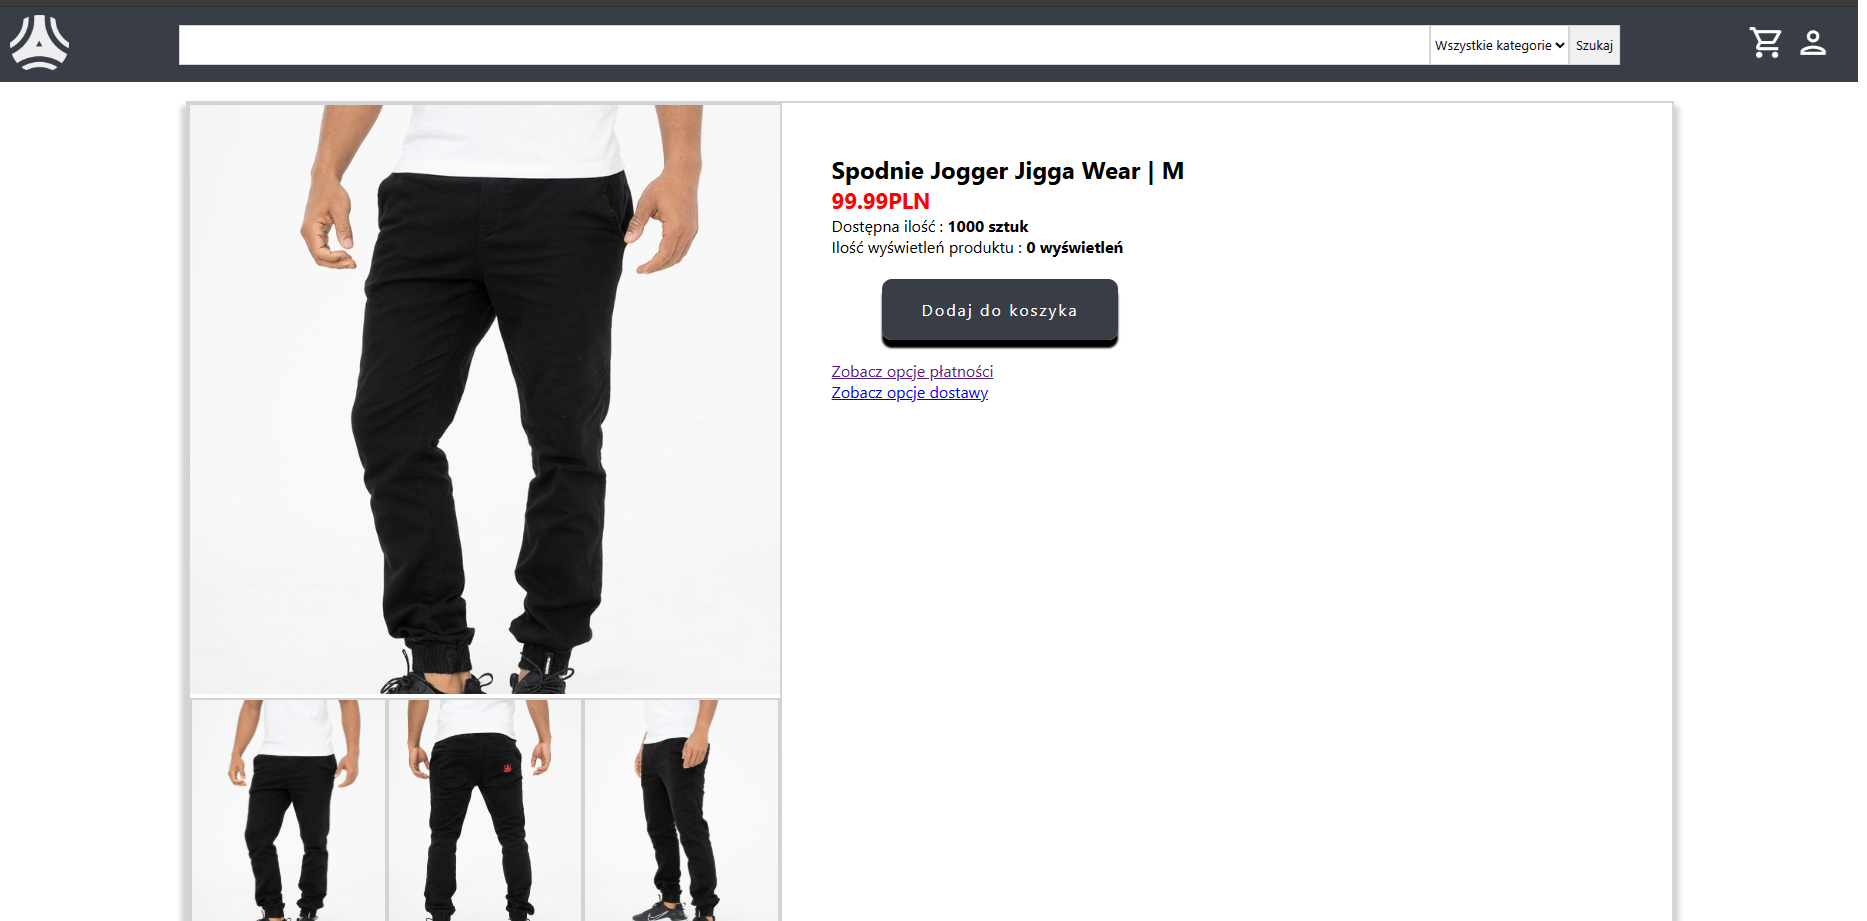 Wszystkie kategorie
Szukaj
Spodnie Jogger Jigga Wear | M
99.99PLN
Dostępna ilość : 1000 sztuk
Ilość wyświetleń produktu : 0 wyświetleń
Dodaj do koszyka
Zobacz opcje płatności
Zobacz opcje dostawy